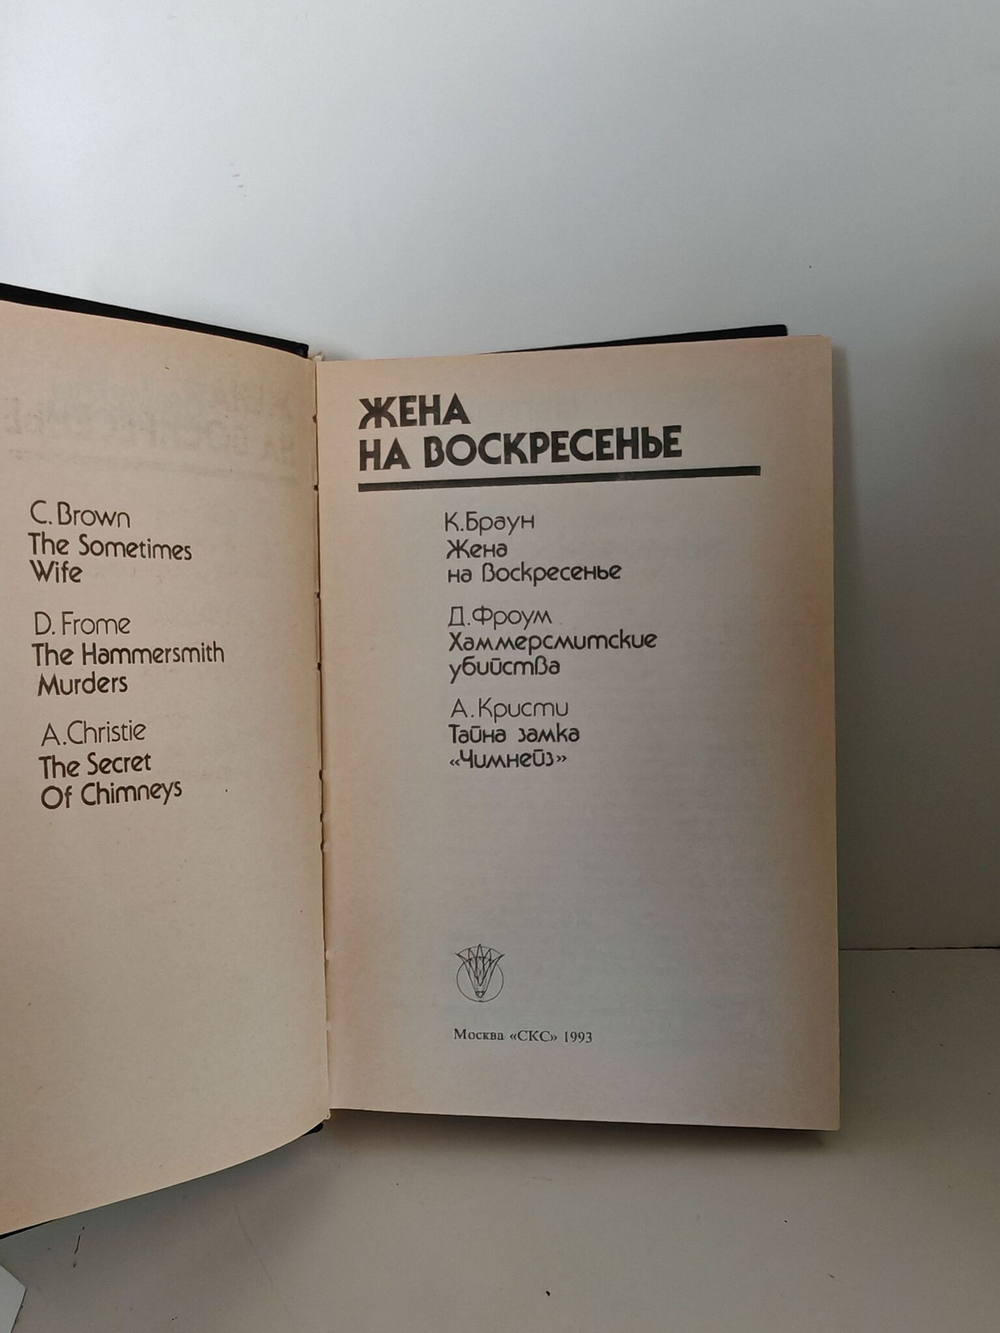 C. Brown
The Sometimes
Wife
D. Frome
The Hammersmith
Murders
A. Christie
The Secret
Of Chimneys
ЖЕНА
НА ВОСКРЕСЕНЬЕ
К. Браун
Жена
на Воскресенье
Д. Фроум
Хаммерсмитские
убийства
А. Кристи
Тайна замка
«Чимнейз»
Москва «СКС» 1993